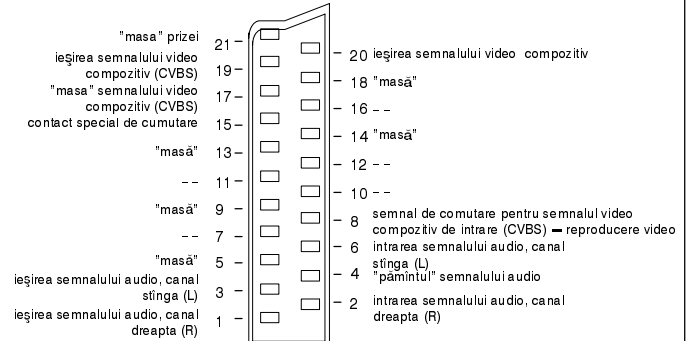 "masa" prizei 21
ieşirea semnalului video
compozitiv (CVBS) 19
"masa" semnalului video
compozitiv (CVBS) 17
contact special de cumutare 15
"masă" 13
-- 11
"masă" 9
-- 7
"masă" 5
ieşirea semnalului audio, canal
stînga (L) 3
ieşirea semnalului audio, canal
dreapta (R) 1
20 ieşirea semnalului video compozitiv
18 "masă"
16 --
14 "masă"
12 --
10 --
8 semnal de comutare pentru semnalul video
compozitiv de intrare (CVBS) – reproducere video
6 intrarea semnalului audio, canal
stînga (L)
4 "pămîntul" semnalului audio
2 intrarea semnalului audio, canal
dreapta (R)